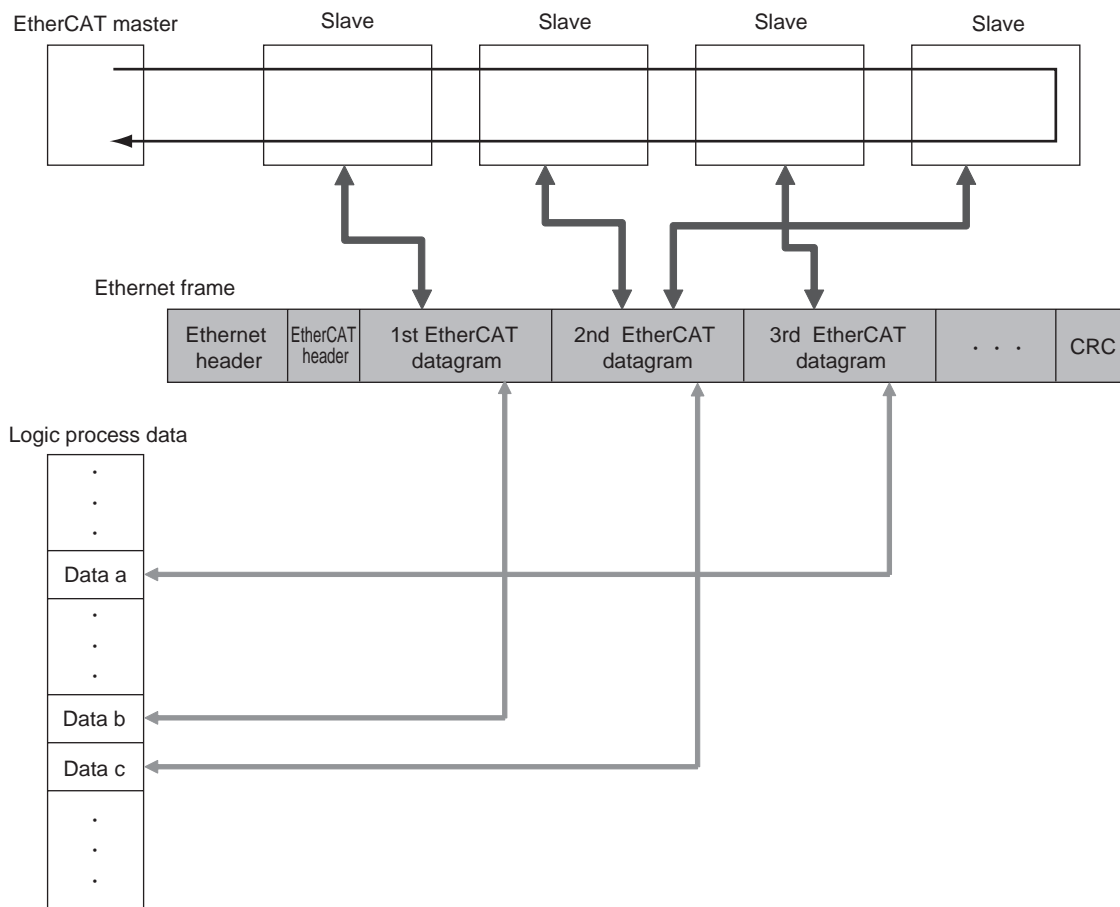 EtherCAT master
Slave
Slave
Slave
Slave
Ethernet frame
Ethernet
header
EtherCAT
header
1st EtherCAT
datagram
2nd EtherCAT
datagram
3rd EtherCAT
datagram
· · ·
CRC
Logic process data
·
·
·
Data a
·
·
·
Data b
Data c
·
·
·